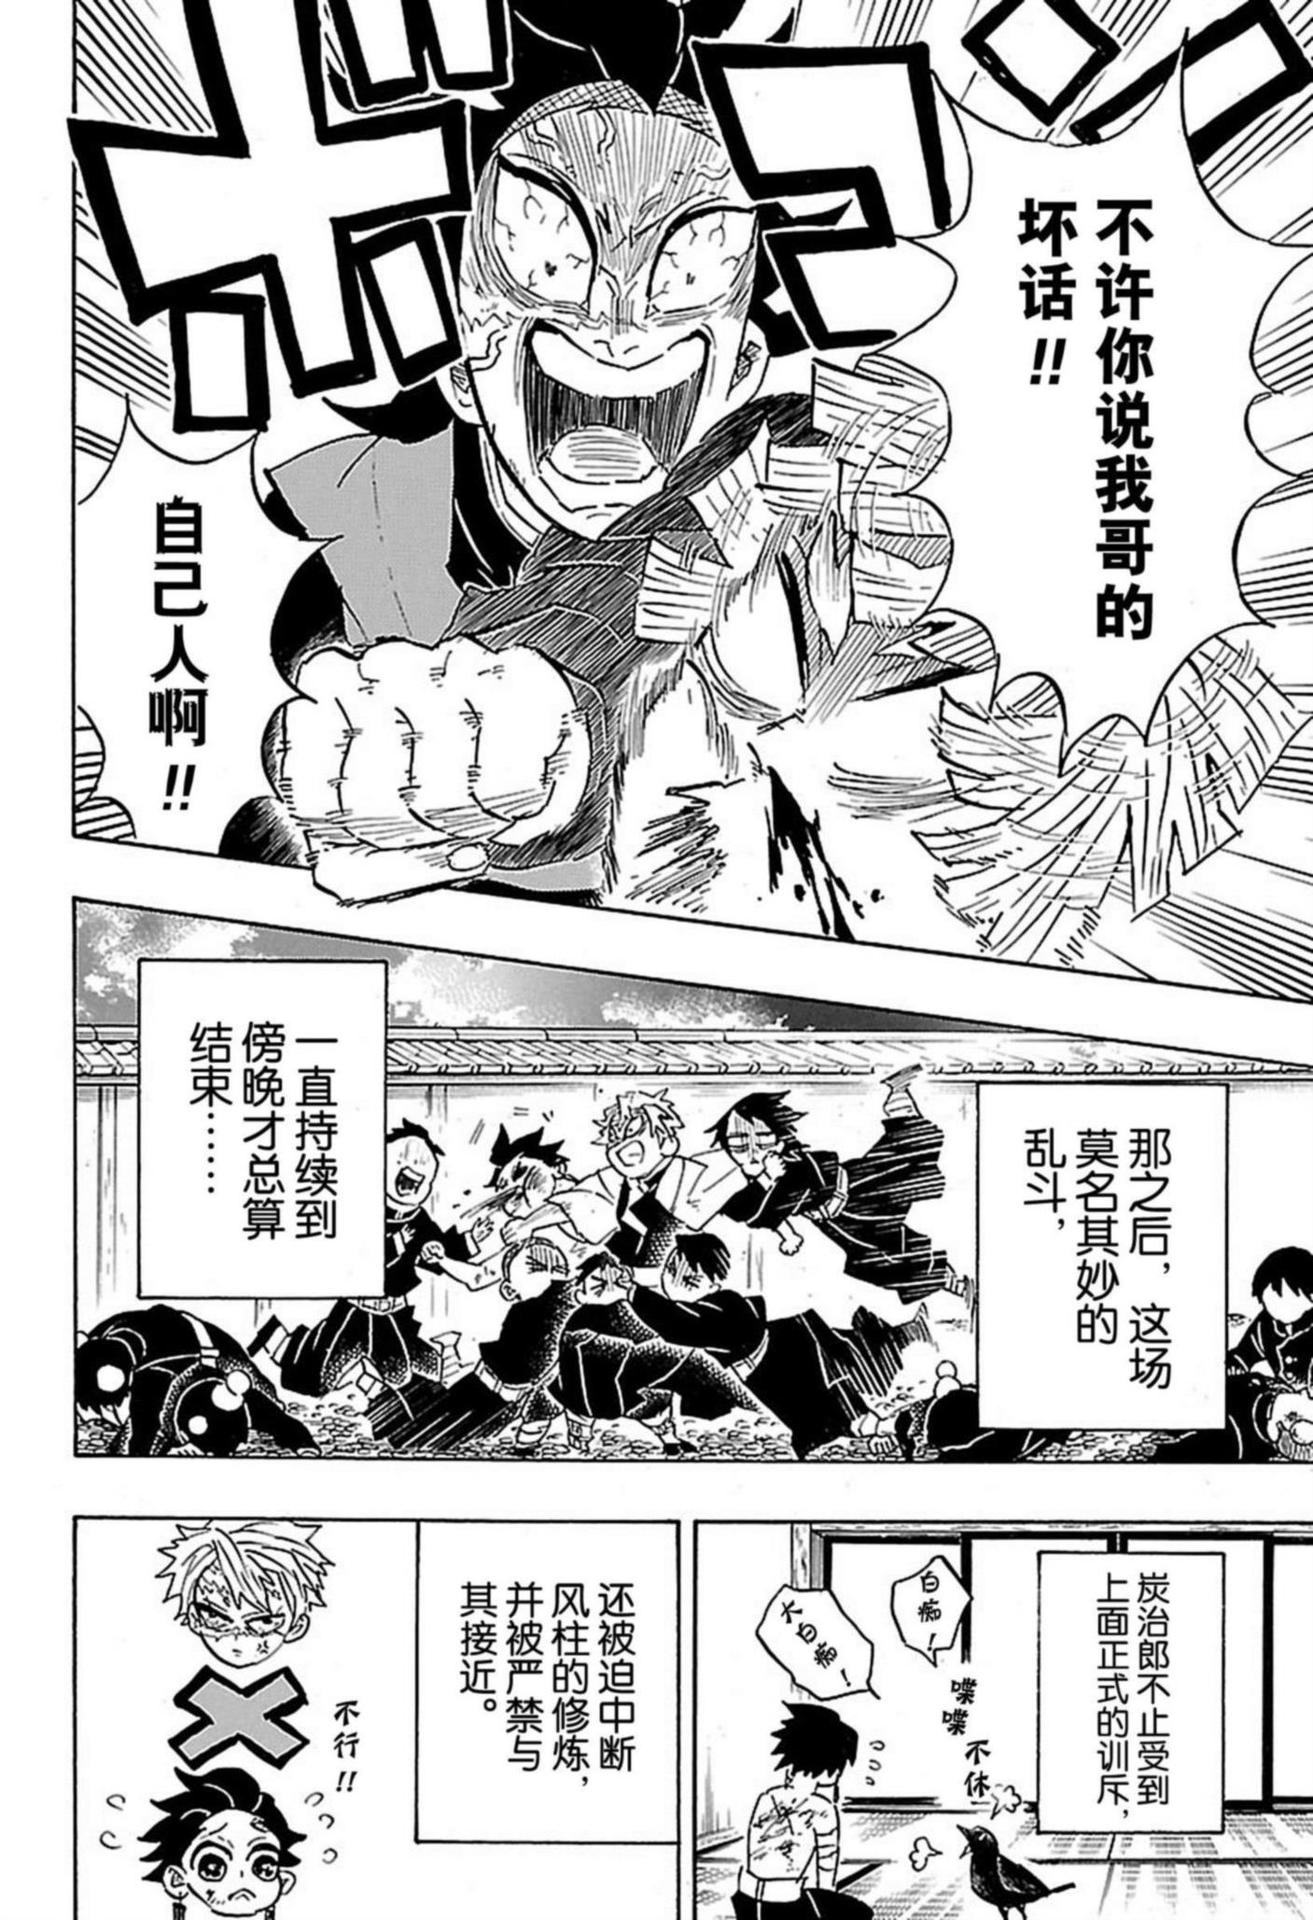 不许你说我哥的
坏话!!
自己人啊!!
那之后，这场
莫名其妙的
乱斗，
一直持续到
傍晚才总算
结束……
炭治郎不止受到
上面正式的训斥，
白痴！
大白痴！
喋喋不休
还被迫中断
风柱的修炼，
并被严禁与
其接近。
不行!!